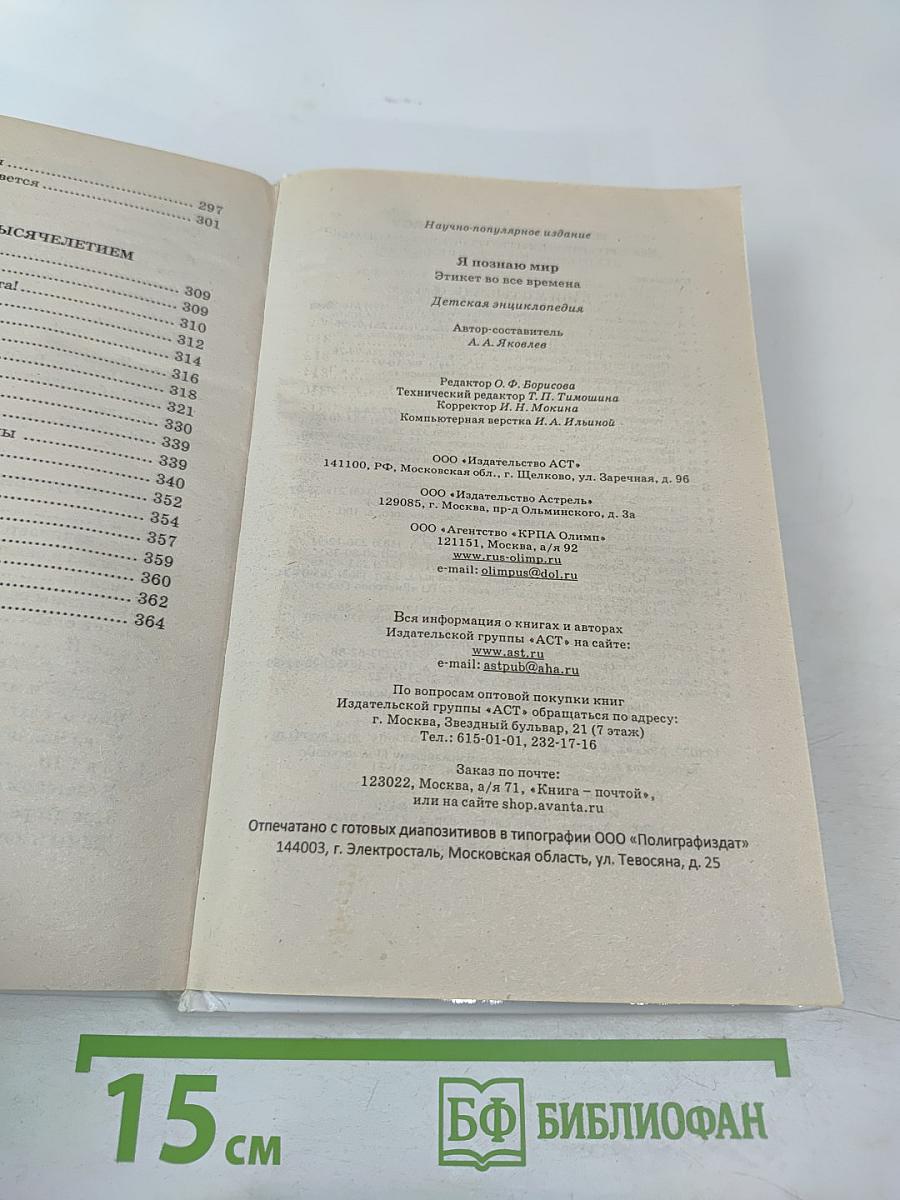 297
301
ЫСЯЧЕЛЕТИЕМ
309
309
310
312
314
316
318
321
330
339
339
340
352
354
357
359
360
362
364
Научно-популярное издание
Я познаю мир
Этикет во все времена
Детская энциклопедия
Автор-составитель
А. А. Яковлев
Редактор О. Ф. Борисова
Технический редактор Т. П. Тимошина
Корректор И. Н. Мокина
Компьютерная верстка И. А. Ильиной
ООО «Издательство АСТ»
141100, РФ, Московская обл., г. Щелково, ул. Заречная, д. 96
ООО «Издательство Астрель»
129085, г. Москва, пр-д Ольминского, д. 3а
ООО «Агентство «КРПА Олимп»
121151, Москва, а/я 92
www.rus-olimp.ru
e-mail: olimpus@dol.ru
Вся информация о книгах и авторах
Издательской группы «АСТ» на сайте:
www.ast.ru
e-mail: astpub@aha.ru
По вопросам оптовой покупки книг
Издательской группы «АСТ» обращаться по адресу:
г. Москва, Звездный бульвар, 21 (7 этаж)
Тел.: 615-01-01, 232-17-16
Заказ по почте:
123022, Москва, а/я 71, «Книга – почтой»,
или на сайте shop.avanta.ru
Отпечатано с готовых диапозитивов в типографии ООО «Полиграфиздат»
144003, г. Электросталь, Московская область, ул. Тевосяна, д. 25
15 см
БФ БИБЛИОФАН